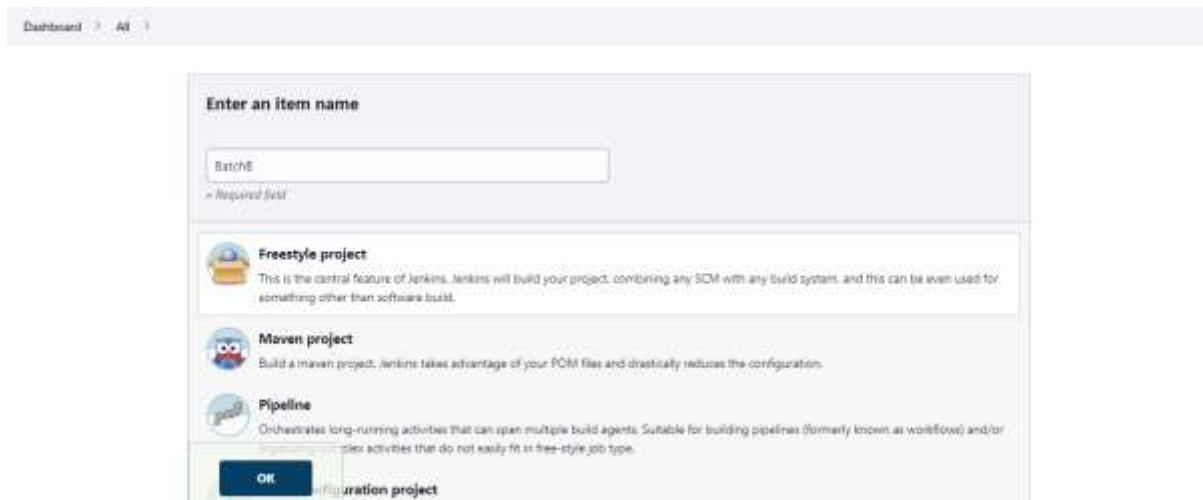 Dashboard > All >
Enter an item name
» Required field
Freestyle project
This is the central feature of Jenkins. Jenkins will build your project, combining any SCM with any build system, and this can be even used for
something other than software build.
Maven project
Build a maven project. Jenkins takes advantage of your POM files and drastically reduces the configuration.
Pipeline
Orchestrates long-running activities that can span multiple build agents. Suitable for building pipelines (formerly known as workflows) and/or
activities that do not easily fit in free-style job type.
OK
project